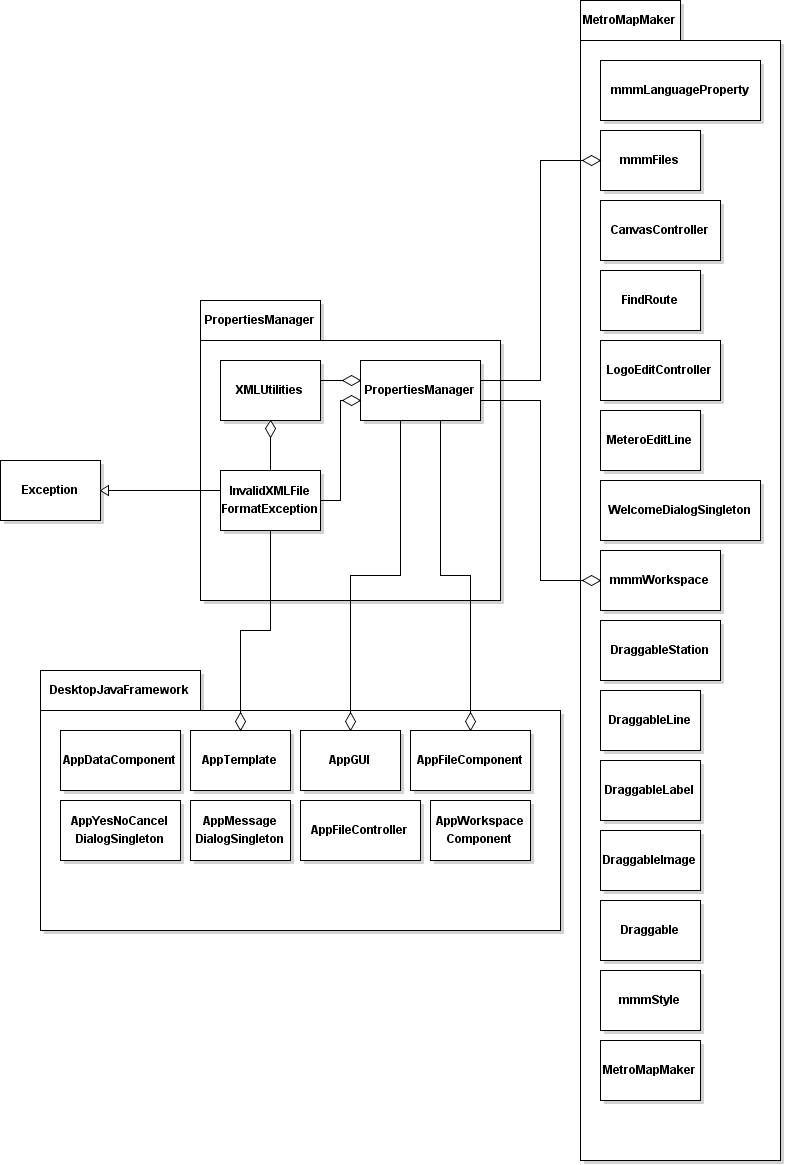 MetroMapMaker
mmmLanguageProperty
mmmFiles
CanvasController
FindRoute
LogoEditController
MeteroEditLine
WelcomeDialogSingleton
mmmWorkspace
DraggableStation
DraggableLine
DraggableLabel
DraggableImage
Draggable
mmmStyle
MetroMapMaker
PropertiesManager
XMLUtilities
PropertiesManager
InvalidXMLFile
FormatException
Exception
DesktopJavaFramework
AppDataComponent
AppTemplate
AppGUI
AppFileComponent
AppYesNoCancel
DialogSingleton
AppMessage
DialogSingleton
AppFileController
AppWorkspace
Component